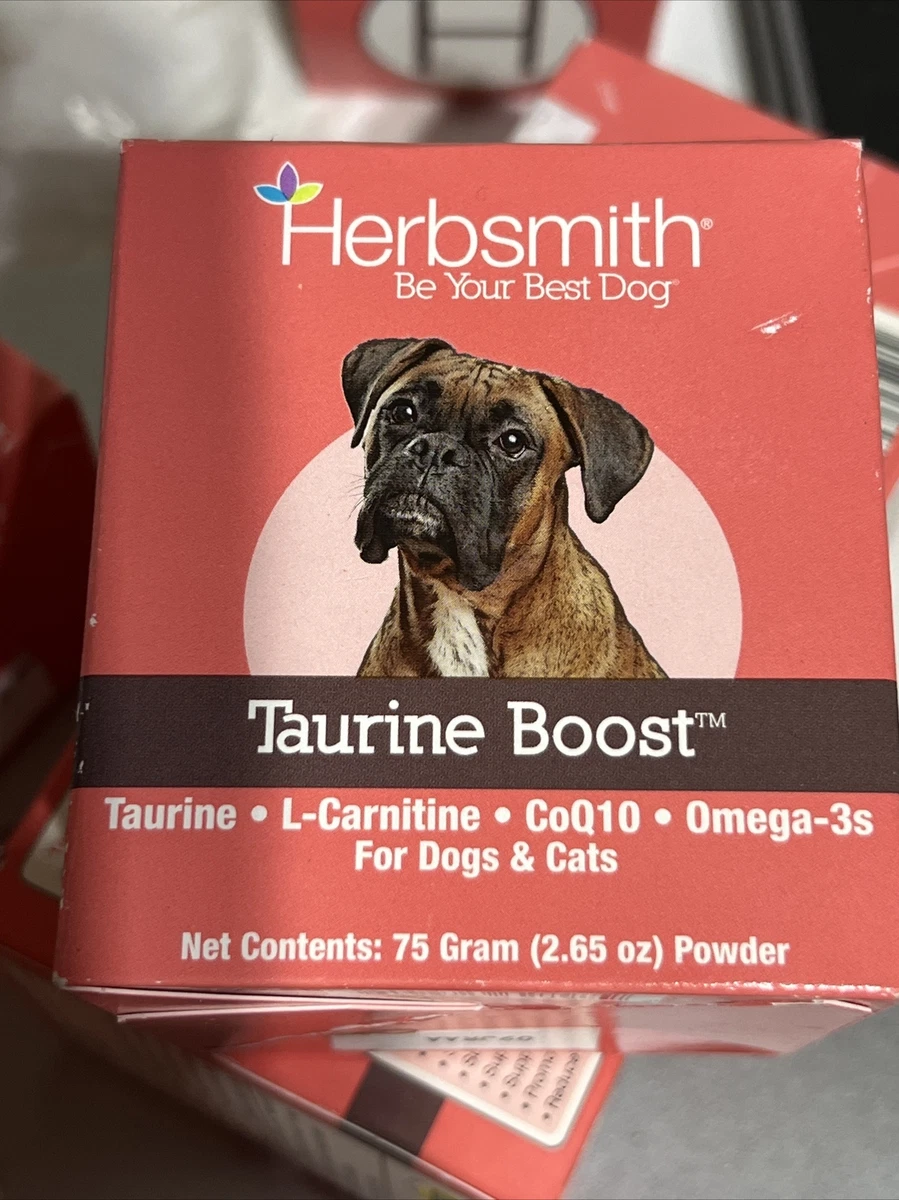 Herbsmith®
Be Your Best Dog
Taurine Boost™
Taurine • L-Carnitine • CoQ10 • Omega-3s
For Dogs & Cats
Net Contents: 75 Gram (2.65 oz) Powder